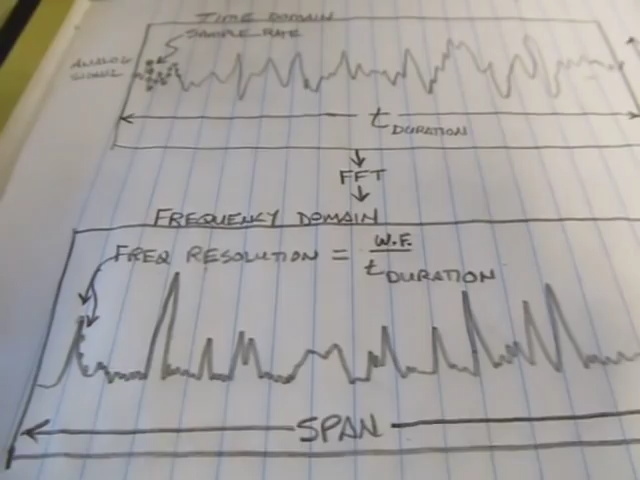 TIME DOMAIN
SAMPLE RATE
ANALOG
SIGNAL
t DURATION
FFT
FREQUENCY DOMAIN
FREQ RESOLUTION = W.F. / t DURATION
SPAN